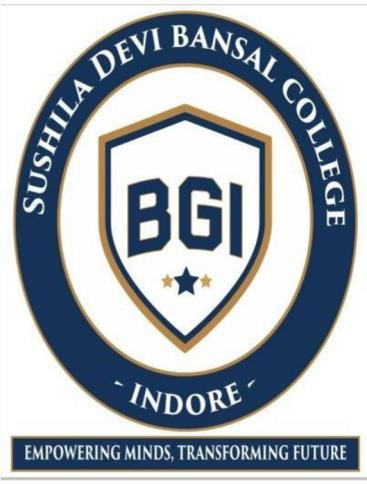 SUSHILA DEVI BANSAL COLLEGE
BGI
- INDORE -
EMPOWERING MINDS, TRANSFORMING FUTURE